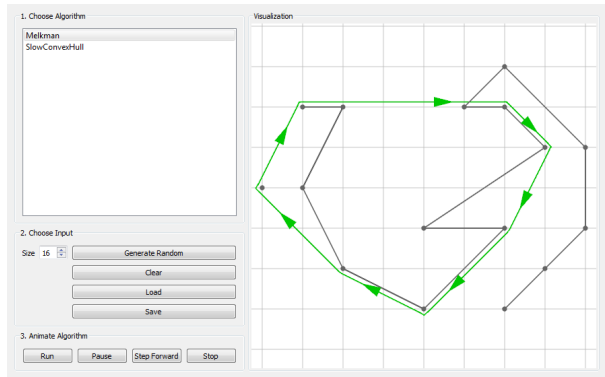 1. Choose Algorithm
Melkman
SlowConvexHull
2. Choose Input
Size 16 Generate Random
Clear
Load
Save
3. Animate Algorithm
Run Pause Step Forward Stop
Visualization